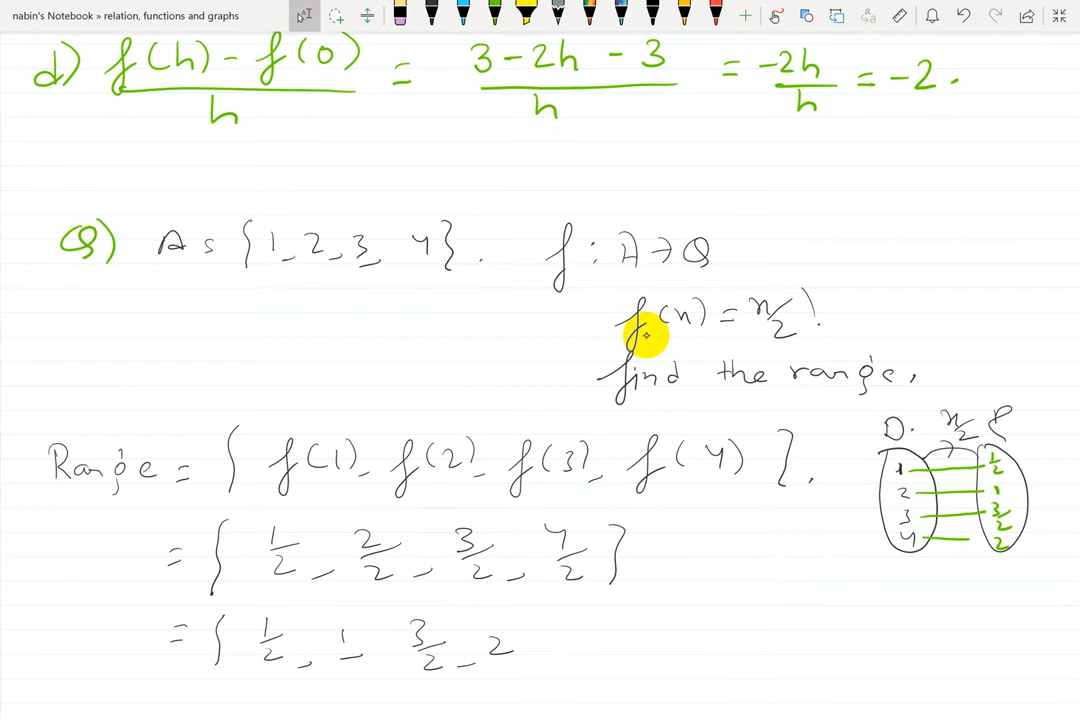 nabin's Notebook » relation, functions and graphs
d) f(h) - f(0) / h = 3 - 2h - 3 / h = -2h / h = -2.
Q) A = {1, 2, 3, 4}. f : A → Q
f(n) = n/2).
find the range.
D. n/2 R
Range = { f(1), f(2), f(3), f(4) }.
1 1/2
2 1
3 3/2
4 2
= { 1/2, 2/2, 3/2, 4/2 }
= { 1/2, 1, 3/2, 2